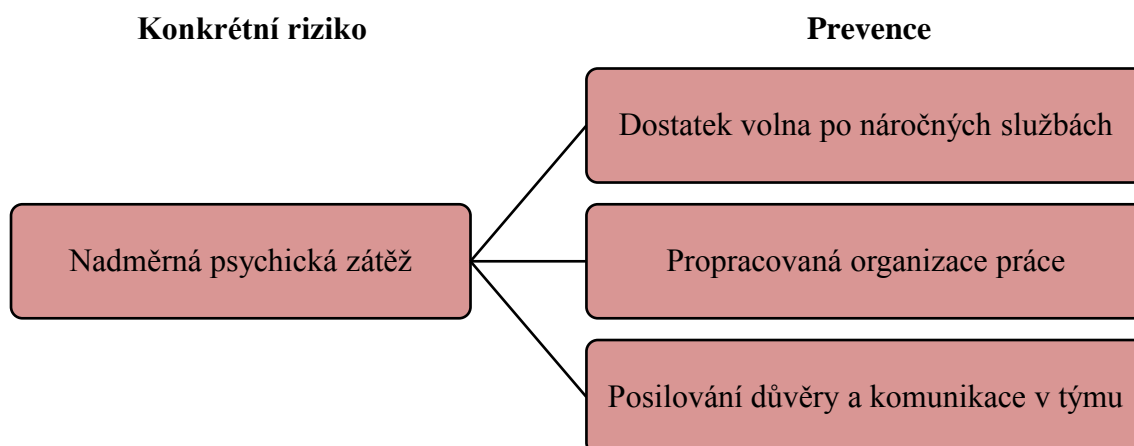 Konkrétní riziko
Prevence
Dostatek volna po náročných službách
Nadměrná psychická zátěž
Propracovaná organizace práce
Posilování důvěry a komunikace v týmu